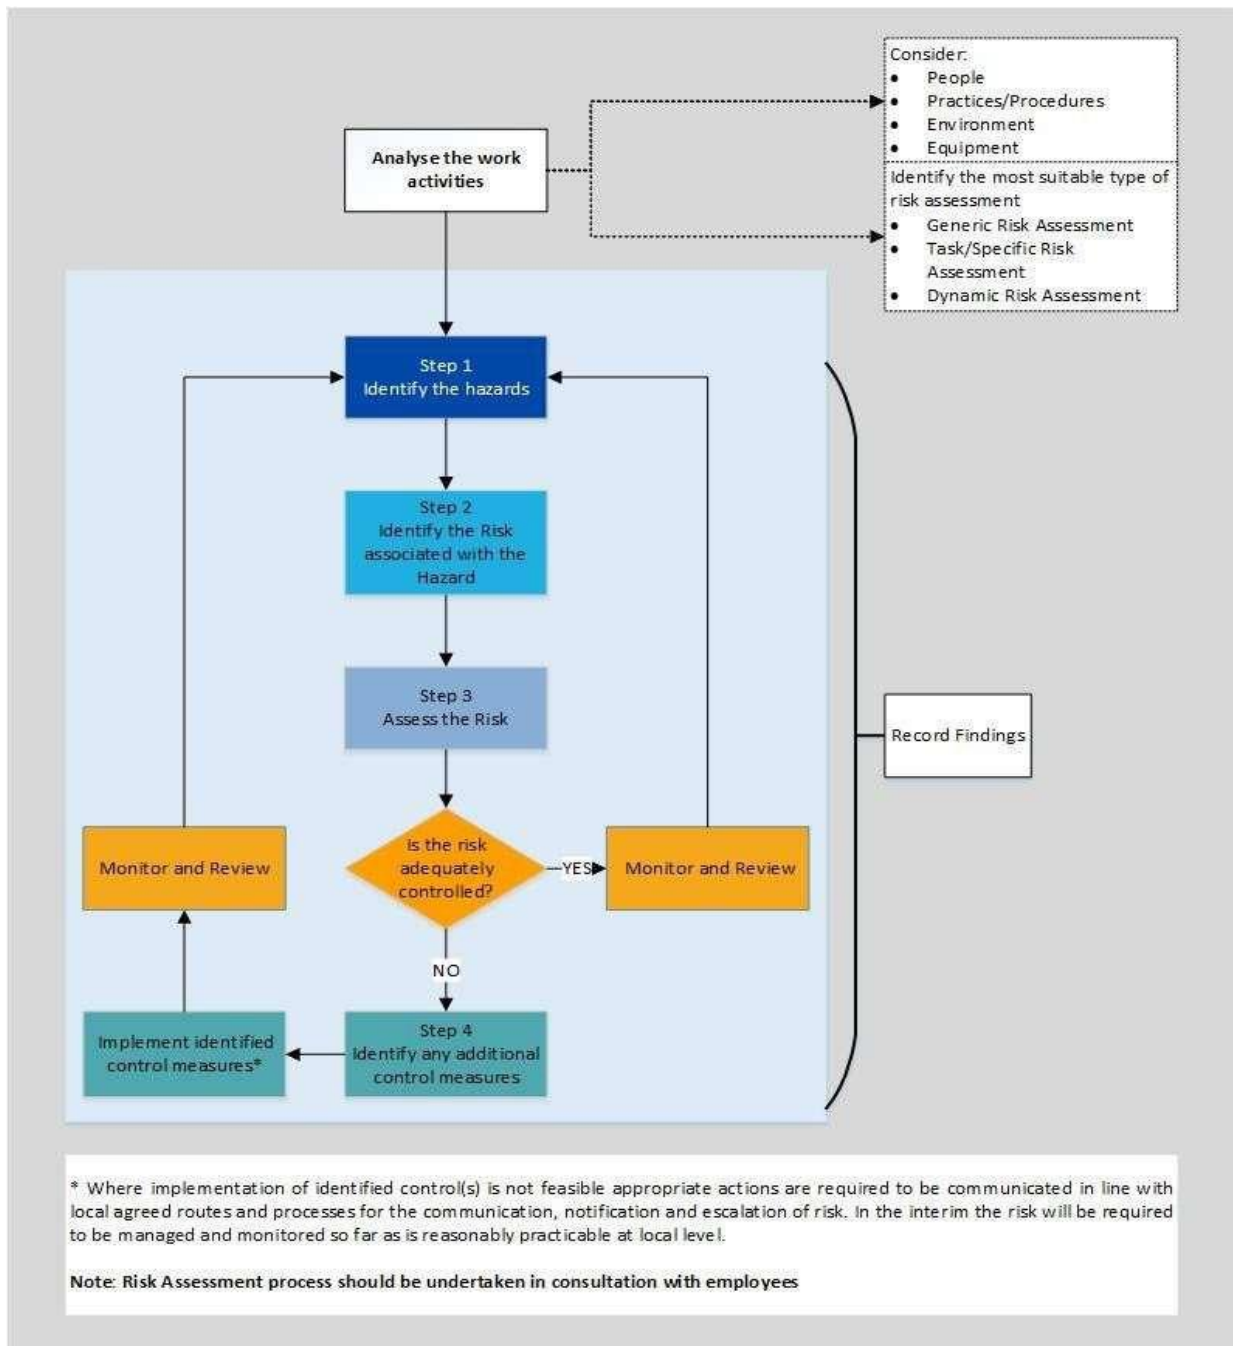 Consider:
● People
● Practices/Procedures
● Environment
● Equipment
Identify the most suitable type of
risk assessment
● Generic Risk Assessment
● Task/Specific Risk
Assessment
● Dynamic Risk Assessment
Analyse the work
activities
Step 1
Identify the hazards
Step 2
Identify the Risk
associated with the
Hazard
Step 3
Assess the Risk
Record Findings
Monitor and Review
Is the risk
adequately
controlled?
YES
Monitor and Review
NO
Implement identified
control measures*
Step 4
Identify any additional
control measures
* Where implementation of identified control(s) is not feasible appropriate actions are required to be communicated in line with
local agreed routes and processes for the communication, notification and escalation of risk. In the interim the risk will be required
to be managed and monitored so far as is reasonably practicable at local level.
Note: Risk Assessment process should be undertaken in consultation with employees